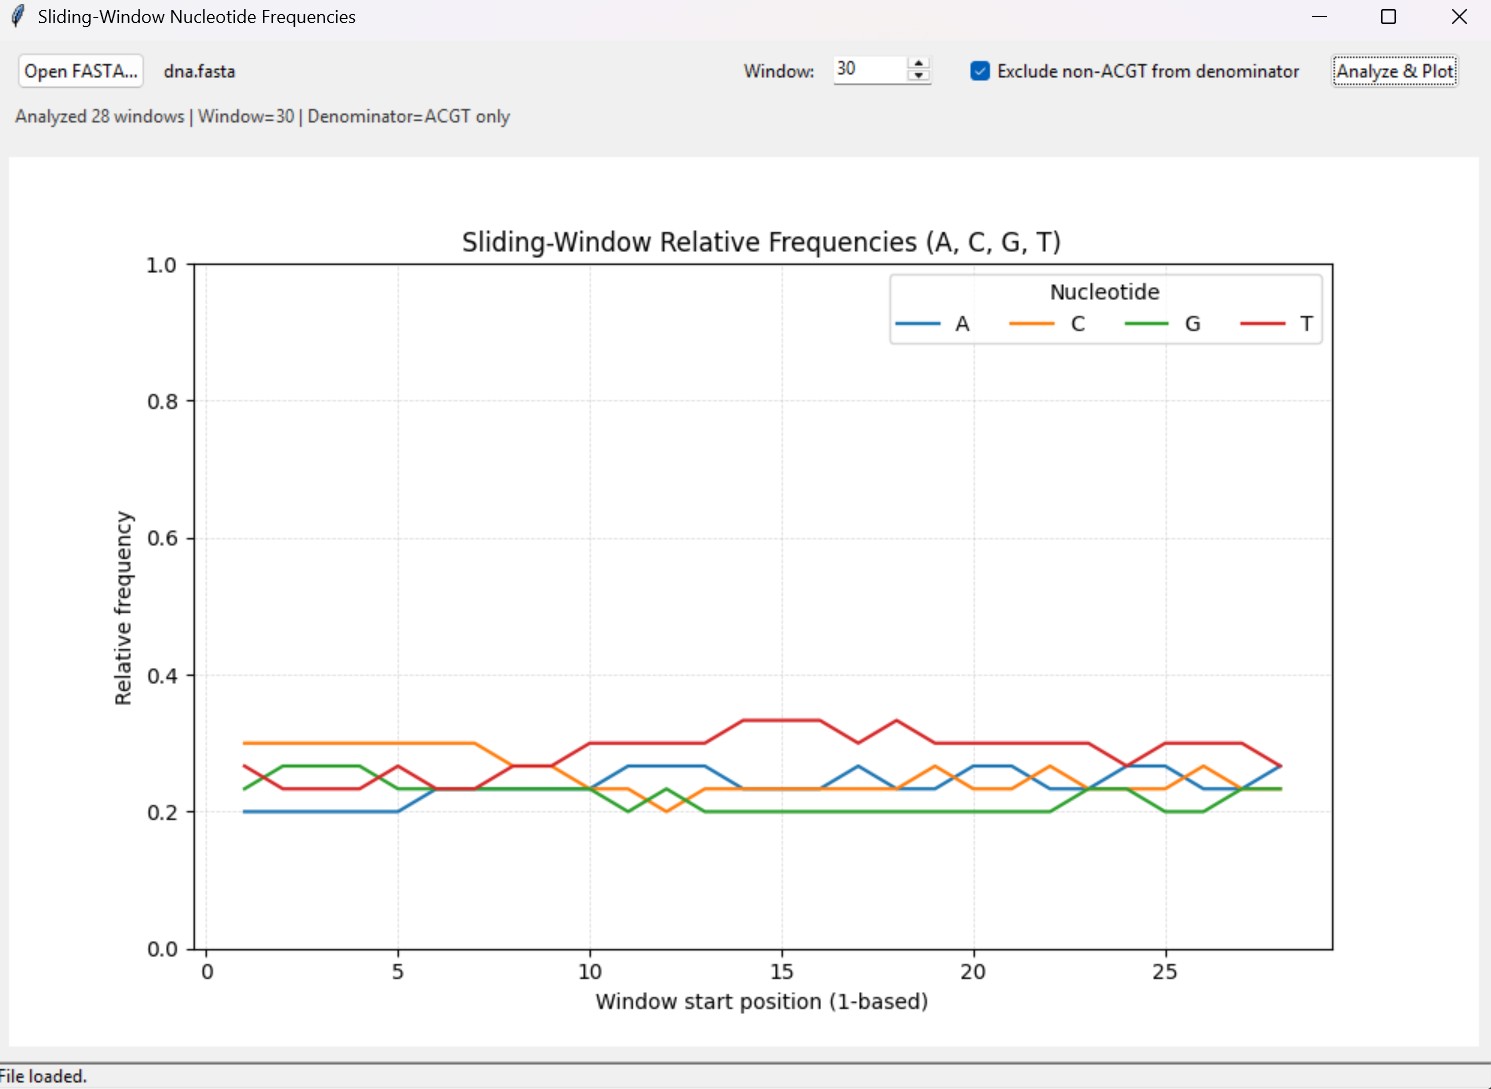 Sliding-Window Nucleotide Frequencies
Open FASTA... dna.fasta Window: 30 Exclude non-ACGT from denominator Analyze & Plot
Analyzed 28 windows | Window=30 | Denominator=ACGT only
Sliding-Window Relative Frequencies (A, C, G, T)
Nucleotide
A C G T
1.0
0.8
0.6
0.4
0.2
0.0
Relative frequency
0 5 10 15 20 25
Window start position (1-based)
File loaded.